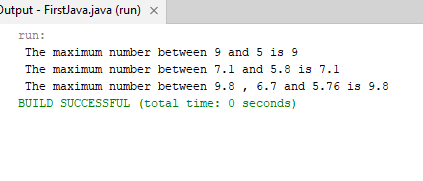 Output - FirstJava.java (run) ×
run:
The maximum number between 9 and 5 is 9
The maximum number between 7.1 and 5.8 is 7.1
The maximum number between 9.8 , 6.7 and 5.76 is 9.8
BUILD SUCCESSFUL (total time: 0 seconds)